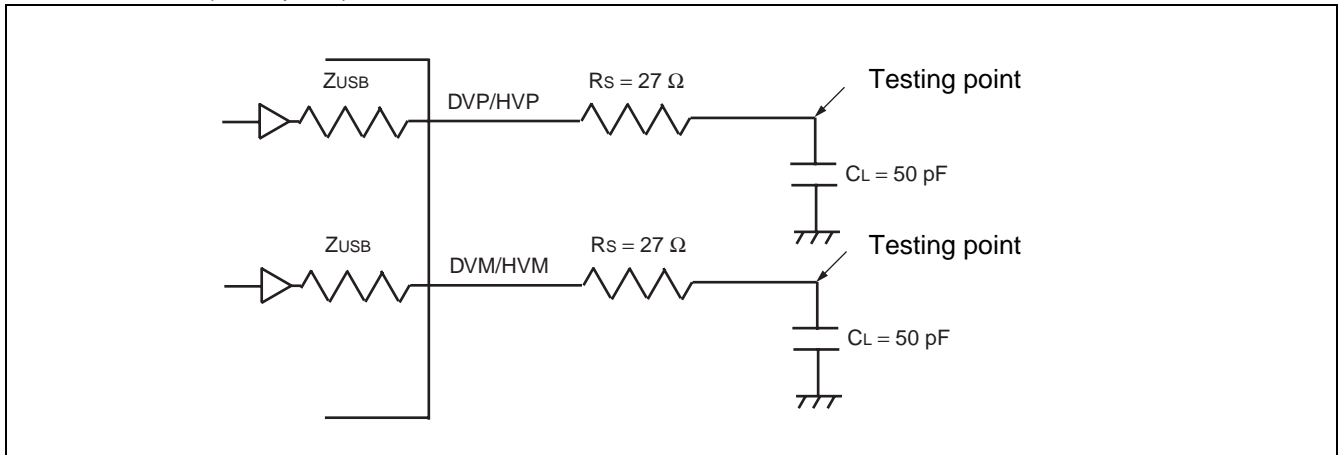 ZUSB
DVP/HVP
RS = 27 Ω
Testing point
CL = 50 pF
ZUSB
DVM/HVM
RS = 27 Ω
Testing point
CL = 50 pF